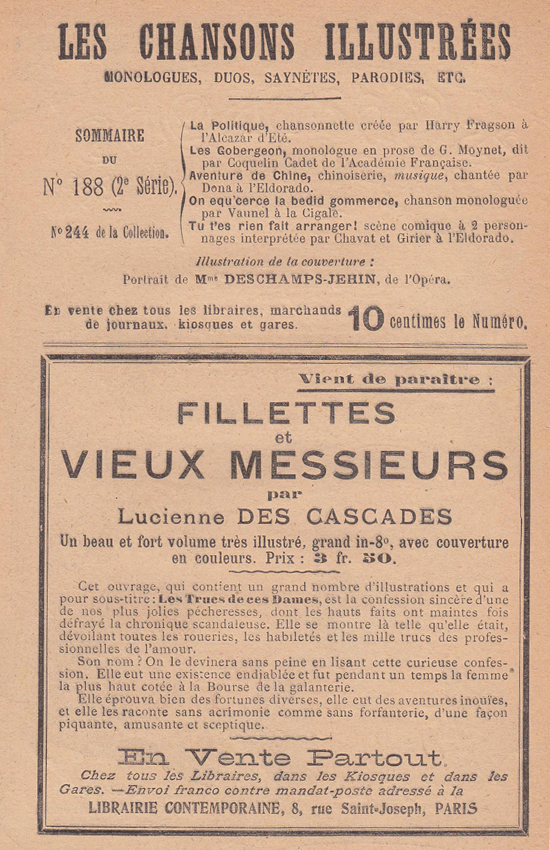 LES CHANSONS ILLUSTRÉES
MONOLOGUES, DUOS, SAYNÈTES, PARODIES, ETC.
SOMMAIRE
DU
N° 188 (2e Série).
N° 244 de la Collection.
La Politique, chansonnette créée par Harry Fragson à
l'Alcazar d'Eté.
Les Gobergeon, monologue en prose de G. Moynet, dit
par Coquelin Cadet de l'Académie Française.
Aventure de Chine, chinoiserie, musique, chantée par
Dona à l'Eldorado.
On equ'cerce la bedid gommerce, chanson monologuée
par Vaunel à la Cigale.
Tu t'es rien fait arranger! scène comique à 2 person-
nages interprétée par Chavat et Girier à l'Eldorado.
Illustration de la couverture :
Portrait de Mme DESCHAMPS-JEHIN, de l'Opéra.
En vente chez tous les libraires, marchands
de journaux, kiosques et gares.
10 centimes le Numéro.
Vient de paraître :
FILLETTES
et
VIEUX MESSIEURS
par
Lucienne DES CASCADES
Un beau et fort volume très illustré, grand in-8°, avec couverture
en couleurs. Prix : 3 fr. 50.
Cet ouvrage, qui contient un grand nombre d'illustrations et qui a
pour sous-titre : Les Trucs de ces Dames, est la confession sincère d'une
de nos plus jolies pécheresses, dont les hauts faits ont maintes fois
défrayé la chronique scandaleuse. Elle se montre là telle qu'elle était,
dévoilant toutes les roueries, les habiletés et les mille trucs des profes-
sionnelles de l'amour.
Son nom ? On le devinera sans peine en lisant cette curieuse confes-
sion. Elle eut une existence endiablée et fut pendant un temps la femme
la plus haut cotée à la Bourse de la galanterie.
Elle éprouva bien des fortunes diverses, elle eut des aventures inouïes,
et elle les raconte sans acrimonie comme sans forfanterie, d'une façon
piquante, amusante et sceptique.
En Vente Partout.
Chez tous les Libraires, dans les Kiosques et dans les
Gares. —Envoi franco contre mandat-poste adressé à la
LIBRAIRIE CONTEMPORAINE, 8, rue Saint-Joseph, PARIS